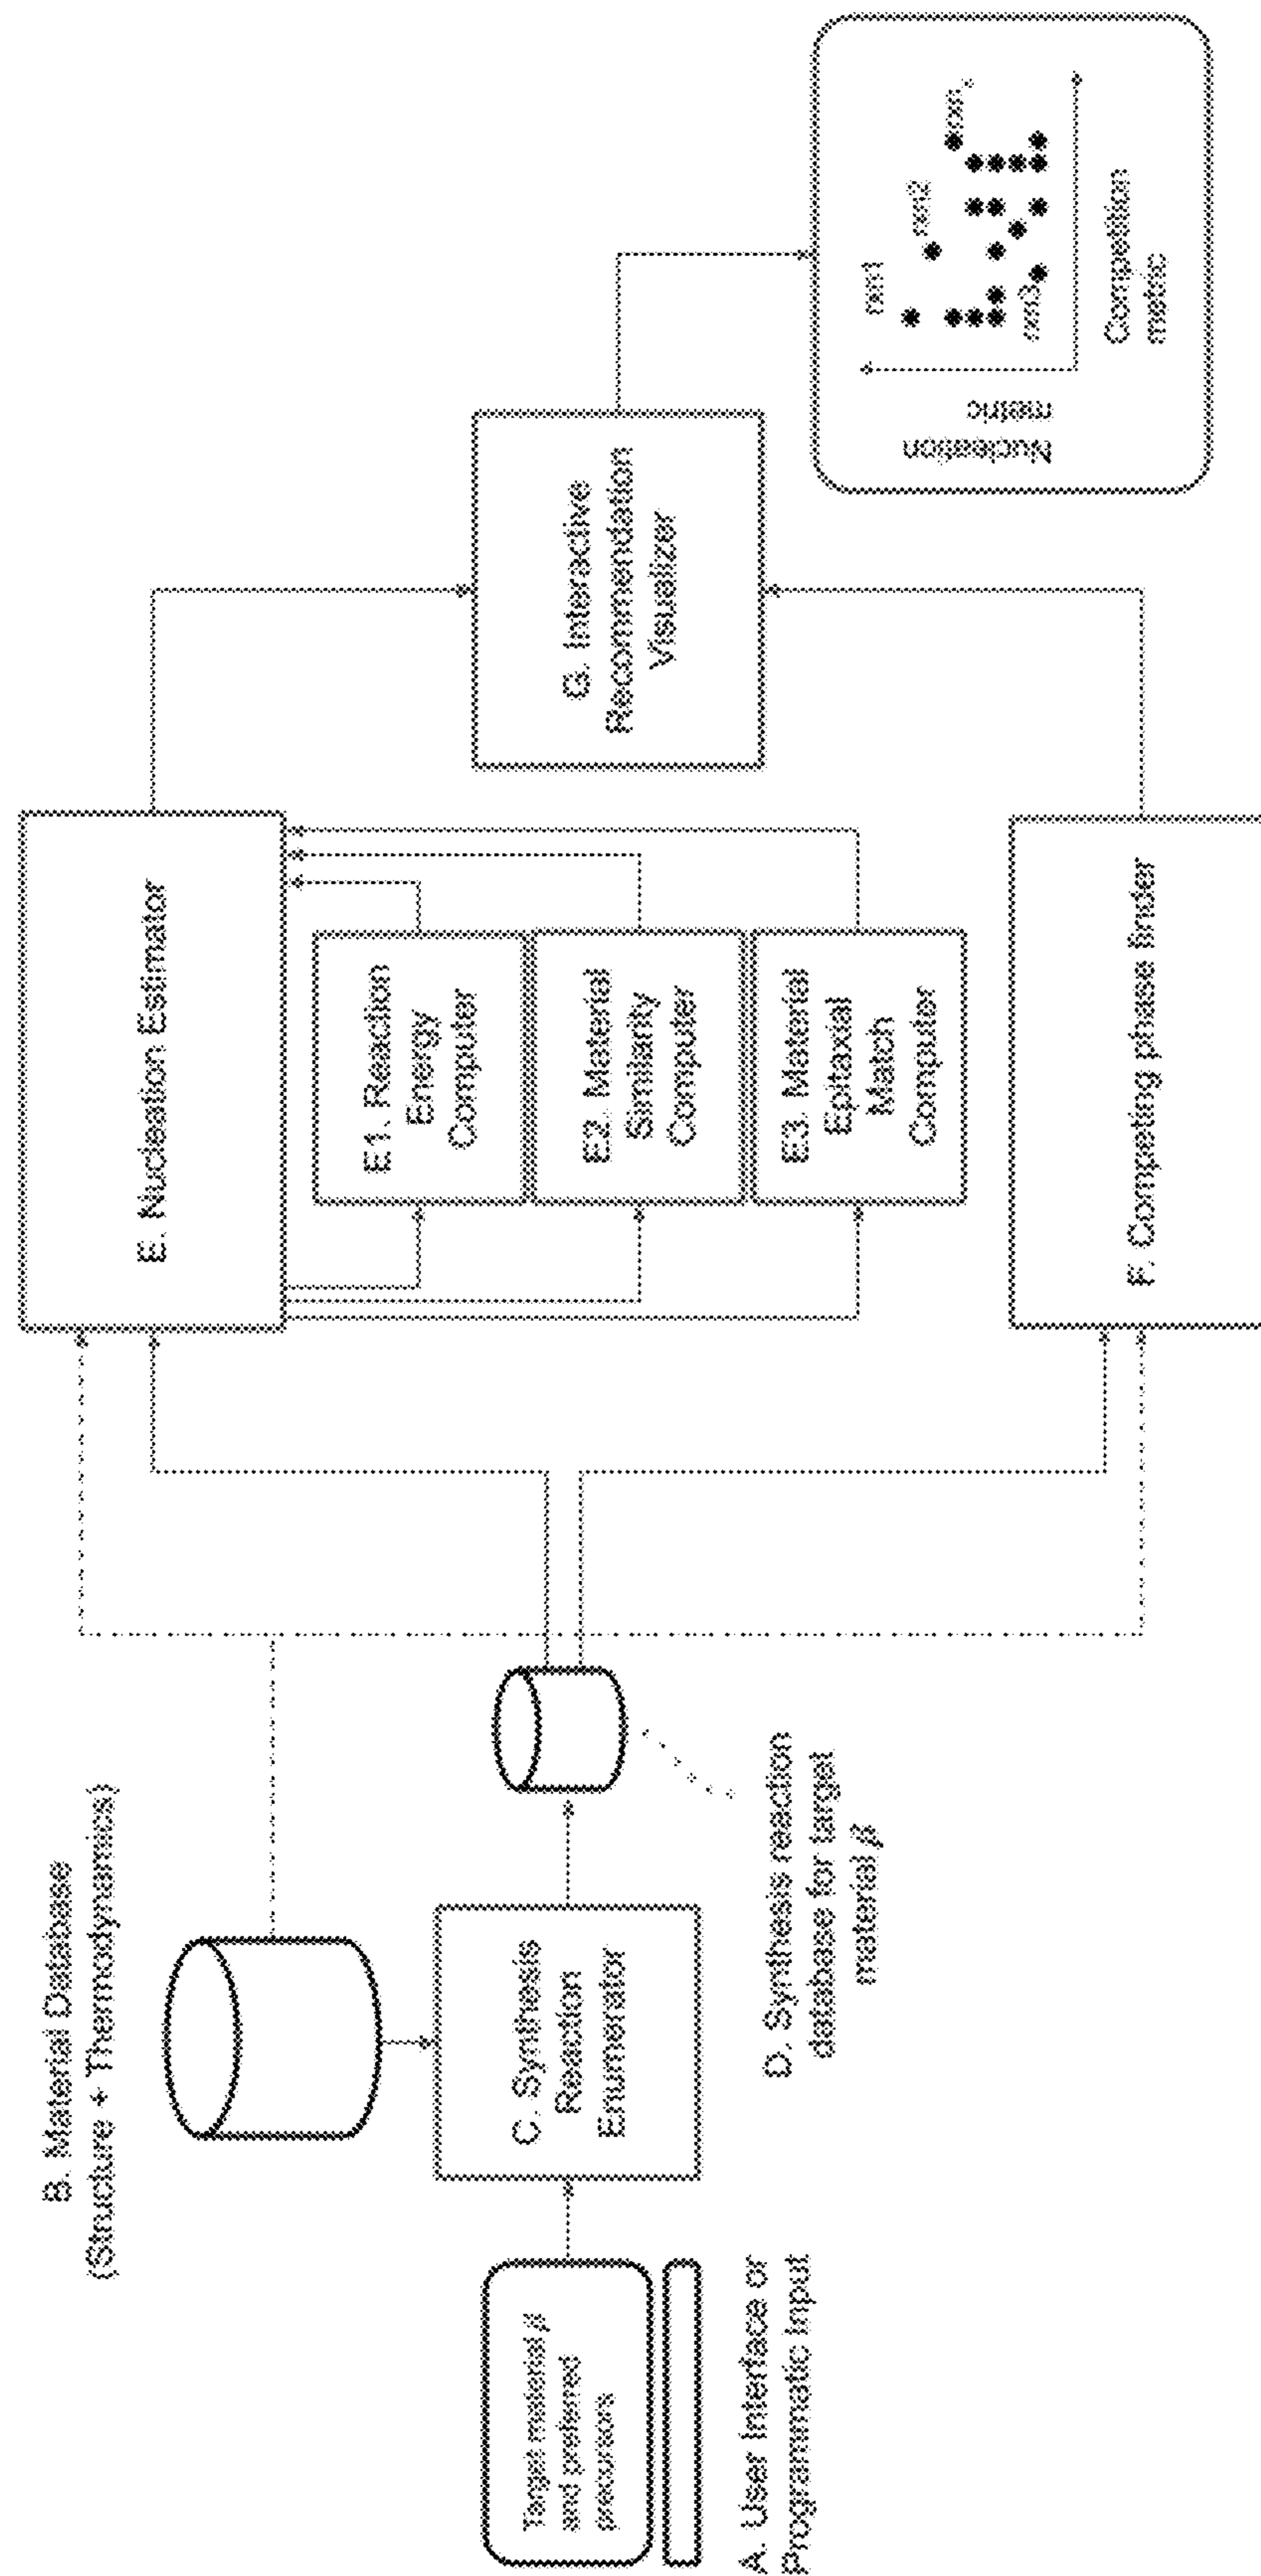 B. Material Database
(Structure + Thermodynamics)
Target material β
and preferred
precursors
A. User Interface or
Programmatic Input
C. Synthesis
Reaction
Enumerator
D. Synthesis reaction
database for target
material β
E. Nucleation Estimator
E1. Reaction
Energy
Computer
E2. Material
Similarity
Computer
E3. Material
Epitaxial
Match
Computer
F. Competing phase finder
G. Interactive
Recommendation
Visualizer
Nucleation
metric
rxn1
rxn2
rxn3
Competition
metric